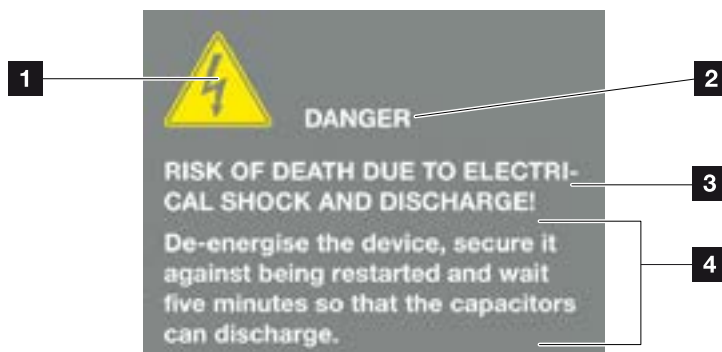 1
2
DANGER
RISK OF DEATH DUE TO ELECTRI-
3
CAL SHOCK AND DISCHARGE!
De-energise the device, secure it
4
against being restarted and wait
five minutes so that the capacitors
can discharge.